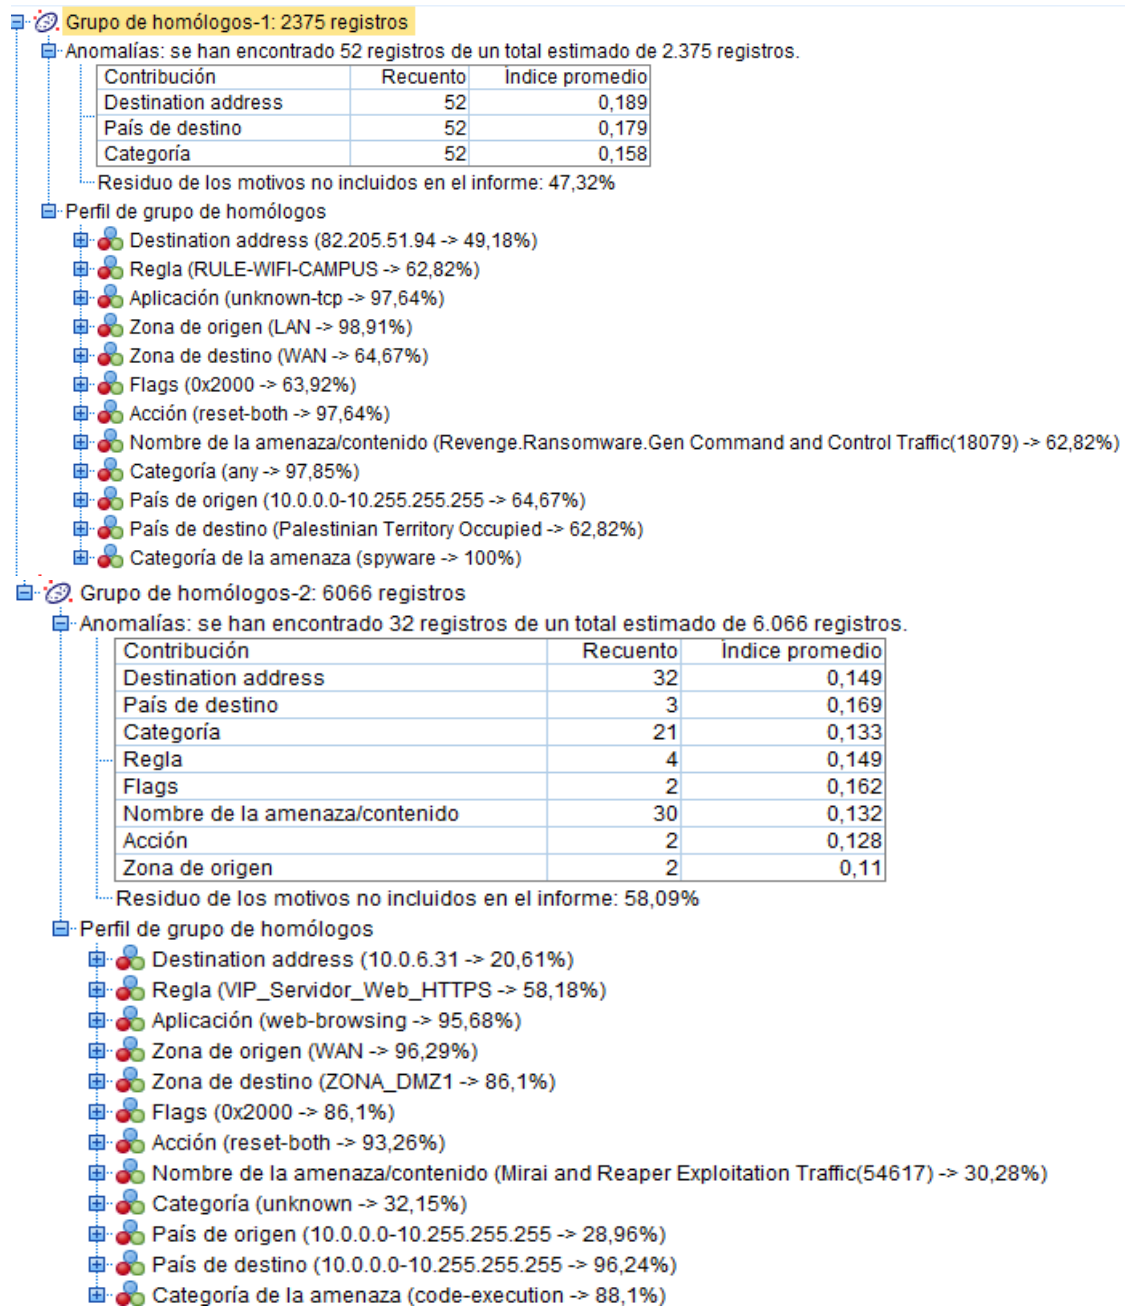 Grupo de homólogos-1: 2375 registros
Anomalías: se han encontrado 52 registros de un total estimado de 2.375 registros.
Contribución Recuento Índice promedio
Destination address 52 0,189
País de destino 52 0,179
Categoría 52 0,158
Residuo de los motivos no incluidos en el informe: 47,32%
Perfil de grupo de homólogos
Destination address (82.205.51.94 -> 49,18%)
Regla (RULE-WIFI-CAMPUS -> 62,82%)
Aplicación (unknown-tcp -> 97,64%)
Zona de origen (LAN -> 98,91%)
Zona de destino (WAN -> 64,67%)
Flags (0x2000 -> 63,92%)
Acción (reset-both -> 97,64%)
Nombre de la amenaza/contenido (Revenge.Ransomware.Gen Command and Control Traffic(18079) -> 62,82%)
Categoría (any -> 97,85%)
País de origen (10.0.0.0-10.255.255.255 -> 64,67%)
País de destino (Palestinian Territory Occupied -> 62,82%)
Categoría de la amenaza (spyware -> 100%)
Grupo de homólogos-2: 6066 registros
Anomalías: se han encontrado 32 registros de un total estimado de 6.066 registros.
Contribución Recuento Índice promedio
Destination address 32 0,149
País de destino 3 0,169
Categoría 21 0,133
Regla 4 0,149
Flags 2 0,162
Nombre de la amenaza/contenido 30 0,132
Acción 2 0,128
Zona de origen 2 0,11
Residuo de los motivos no incluidos en el informe: 58,09%
Perfil de grupo de homólogos
Destination address (10.0.6.31 -> 20,61%)
Regla (VIP_Servidor_Web_HTTPS -> 58,18%)
Aplicación (web-browsing -> 95,68%)
Zona de origen (WAN -> 96,29%)
Zona de destino (ZONA_DMZ1 -> 86,1%)
Flags (0x2000 -> 86,1%)
Acción (reset-both -> 93,26%)
Nombre de la amenaza/contenido (Mirai and Reaper Exploitation Traffic(54617) -> 30,28%)
Categoría (unknown -> 32,15%)
País de origen (10.0.0.0-10.255.255.255 -> 28,96%)
País de destino (10.0.0.0-10.255.255.255 -> 96,24%)
Categoría de la amenaza (code-execution -> 88,1%)